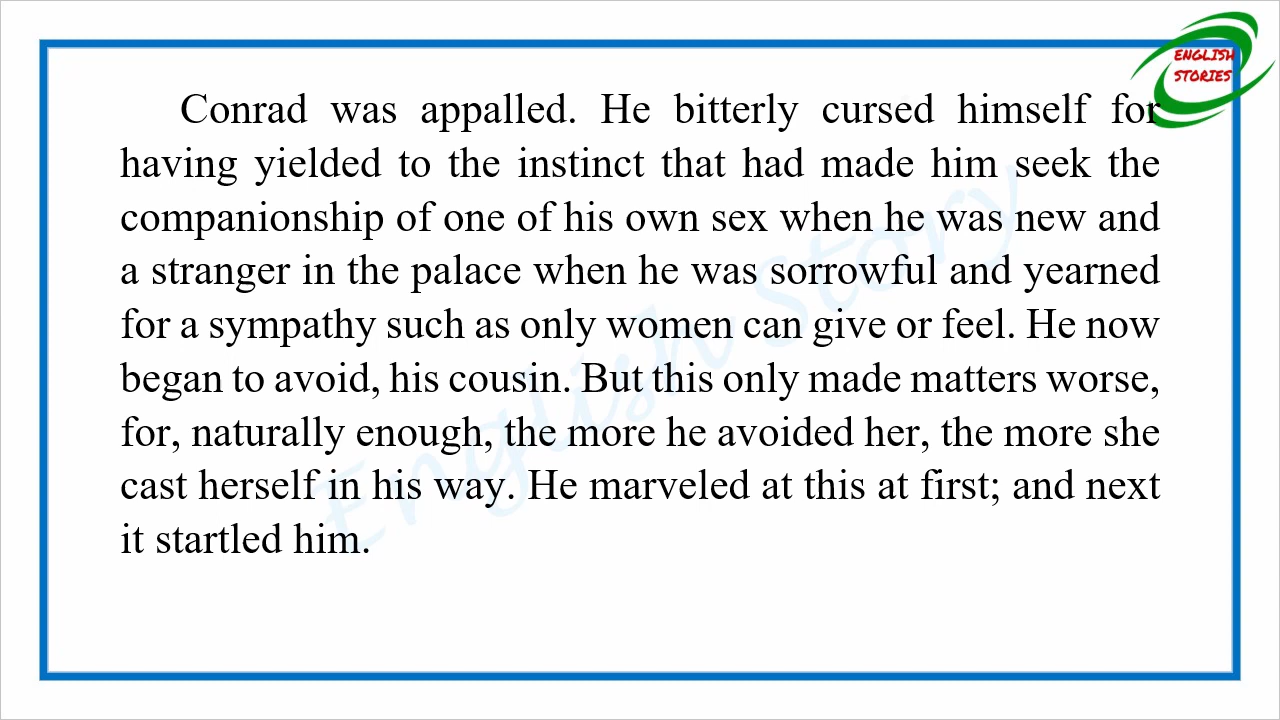 ENGLISH
STORIES
Conrad was appalled. He bitterly cursed himself for
having yielded to the instinct that had made him seek the
companionship of one of his own sex when he was new and
a stranger in the palace when he was sorrowful and yearned
for a sympathy such as only women can give or feel. He now
began to avoid, his cousin. But this only made matters worse,
for, naturally enough, the more he avoided her, the more she
cast herself in his way. He marveled at this at first; and next
it startled him.
English Story